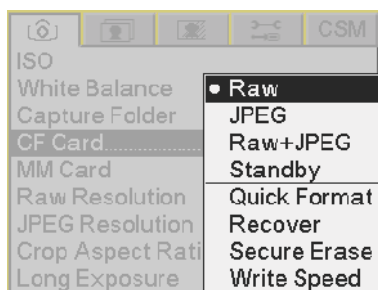 CSM
ISO
White Balance
Capture Folder
CF Card
MM Card
Raw Resolution
JPEG Resolution
Crop Aspect Rati
Long Exposure
Raw
JPEG
Raw+JPEG
Standby
Quick Format
Recover
Secure Erase
Write Speed